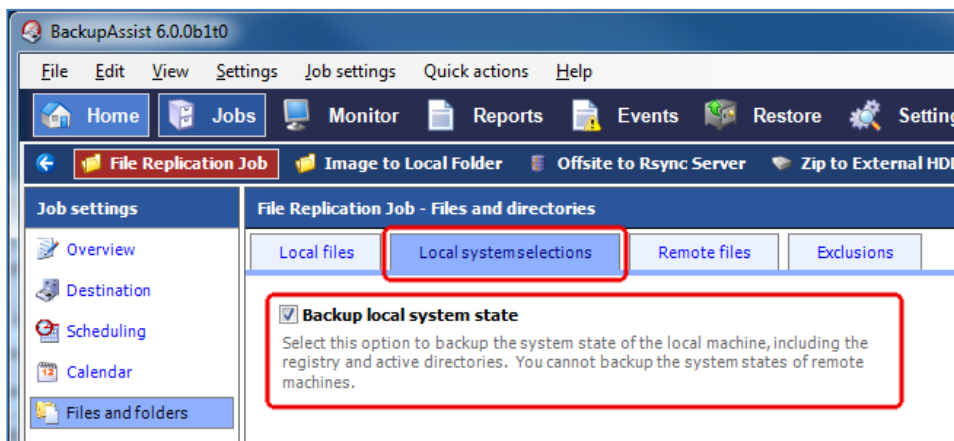 BackupAssist 6.0.0b1t0
File Edit View Settings Job settings Quick actions Help
Home Jobs Monitor Reports Events Restore Setting
File Replication Job Image to Local Folder Offsite to Rsync Server Zip to External HDD
Job settings
File Replication Job - Files and directories
Overview
Destination
Scheduling
Calendar
12
Files and folders
Local files Local system selections Remote files Exclusions
Backup local system state
Select this option to backup the system state of the local machine, including the
registry and active directories. You cannot backup the system states of remote
machines.